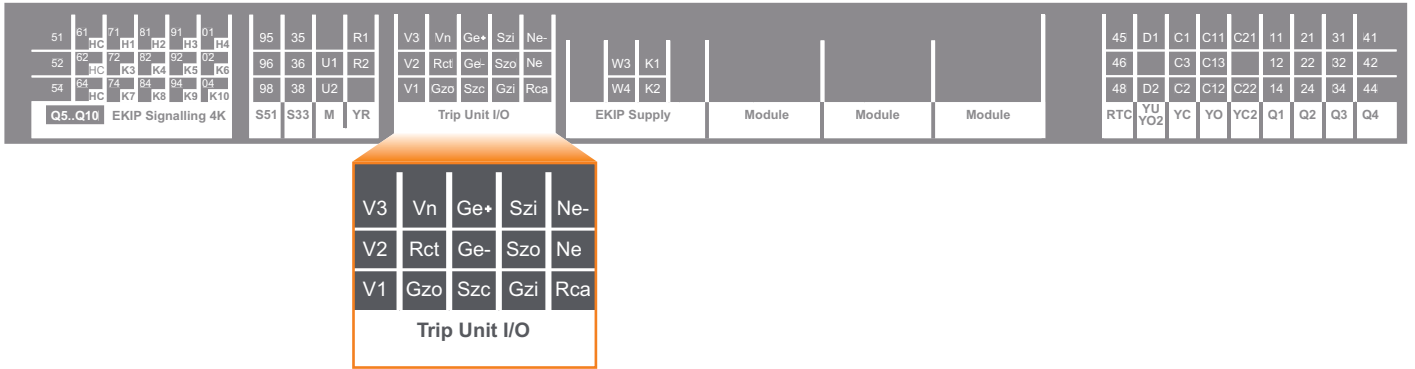 51 61 HC 71 H1 81 H2 91 H3 01 H4 95 35 R1 V3 Vn Ge+ Szi Ne- 45 D1 C1 C11 C21 11 21 31 41
52 62 HC 72 K3 82 K4 92 K5 02 K6 96 36 U1 R2 V2 Rct Ge- Szo Ne W3 K1 46 C3 C13 12 22 32 42
54 64 HC 74 K7 84 K8 94 K9 04 K10 98 38 U2 V1 Gzo Szc Gzi Rca W4 K2 48 D2 C2 C12 C22 14 24 34 44
Q5..Q10 EKIP Signalling 4K S51 S33 M YR Trip Unit I/O EKIP Supply Module Module Module RTC YU YO2 YC YO YC2 Q1 Q2 Q3 Q4
V3 Vn Ge+ Szi Ne-
V2 Rct Ge- Szo Ne
V1 Gzo Szc Gzi Rca
Trip Unit I/O